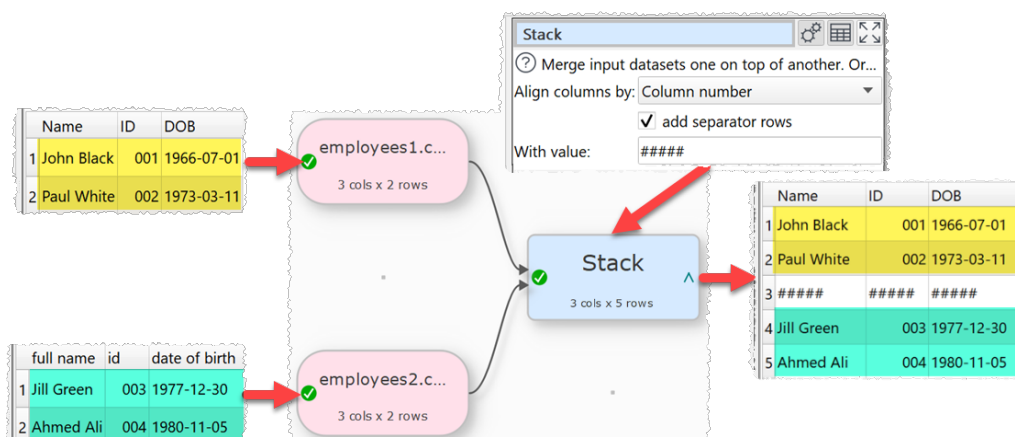 Stack
? Merge input datasets one on top of another. Or...
Align columns by: Column number
add separator rows
With value: #####
Name ID DOB
1 John Black 001 1966-07-01
2 Paul White 002 1973-03-11
employees1.c...
3 cols x 2 rows
Stack
3 cols x 5 rows
Name ID DOB
1 John Black 001 1966-07-01
2 Paul White 002 1973-03-11
3 ##### ##### #####
4 Jill Green 003 1977-12-30
5 Ahmed Ali 004 1980-11-05
full name id date of birth
1 Jill Green 003 1977-12-30
2 Ahmed Ali 004 1980-11-05
employees2.c...
3 cols x 2 rows